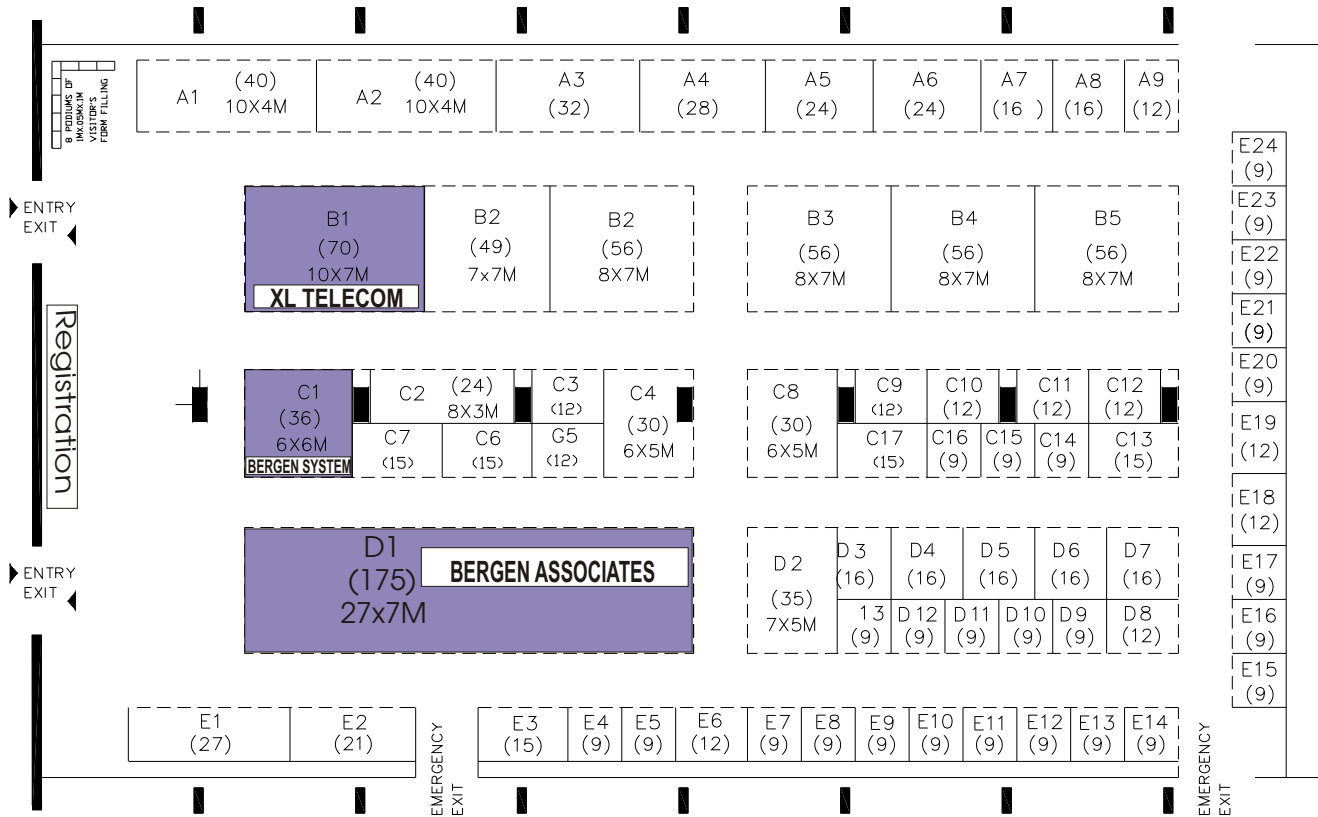 8 PODIUMS OF
1MX.05MX.1M
VISITOR'S
FORM FILLING
A1 (40)
10X4M
A2 (40)
10X4M
A3
(32)
A4
(28)
A5
(24)
A6
(24)
A7
(16 )
A8
(16)
A9
(12)
ENTRY
EXIT
B1
(70)
10X7M
XL TELECOM
B2
(49)
7x7M
B2
(56)
8X7M
B3
(56)
8X7M
B4
(56)
8X7M
B5
(56)
8X7M
Registration
C1
(36)
6X6M
BERGEN SYSTEM
C2 (24)
8X3M
C3
(12)
C4
(30)
6X5M
C7
(15)
C6
(15)
G5
(12)
C8
(30)
6X5M
C9
(12)
C10
(12)
C11
(12)
C12
(12)
C17
(15)
C16
(9)
C15
(9)
C14
(9)
C13
(15)
ENTRY
EXIT
D1
(175)
27x7M
BERGEN ASSOCIATES
D2
(35)
7X5M
D3
(16)
D4
(16)
D5
(16)
D6
(16)
D7
(16)
13
(9)
D12
(9)
D11
(9)
D10
(9)
D9
(9)
D8
(12)
E24
(9)
E23
(9)
E22
(9)
E21
(9)
E20
(9)
E19
(12)
E18
(12)
E17
(9)
E16
(9)
E15
(9)
E1
(27)
E2
(21)
EMERGENCY
EXIT
E3
(15)
E4
(9)
E5
(9)
E6
(12)
E7
(9)
E8
(9)
E9
(9)
E10
(9)
E11
(9)
E12
(9)
E13
(9)
E14
(9)
EMERGENCY
EXIT